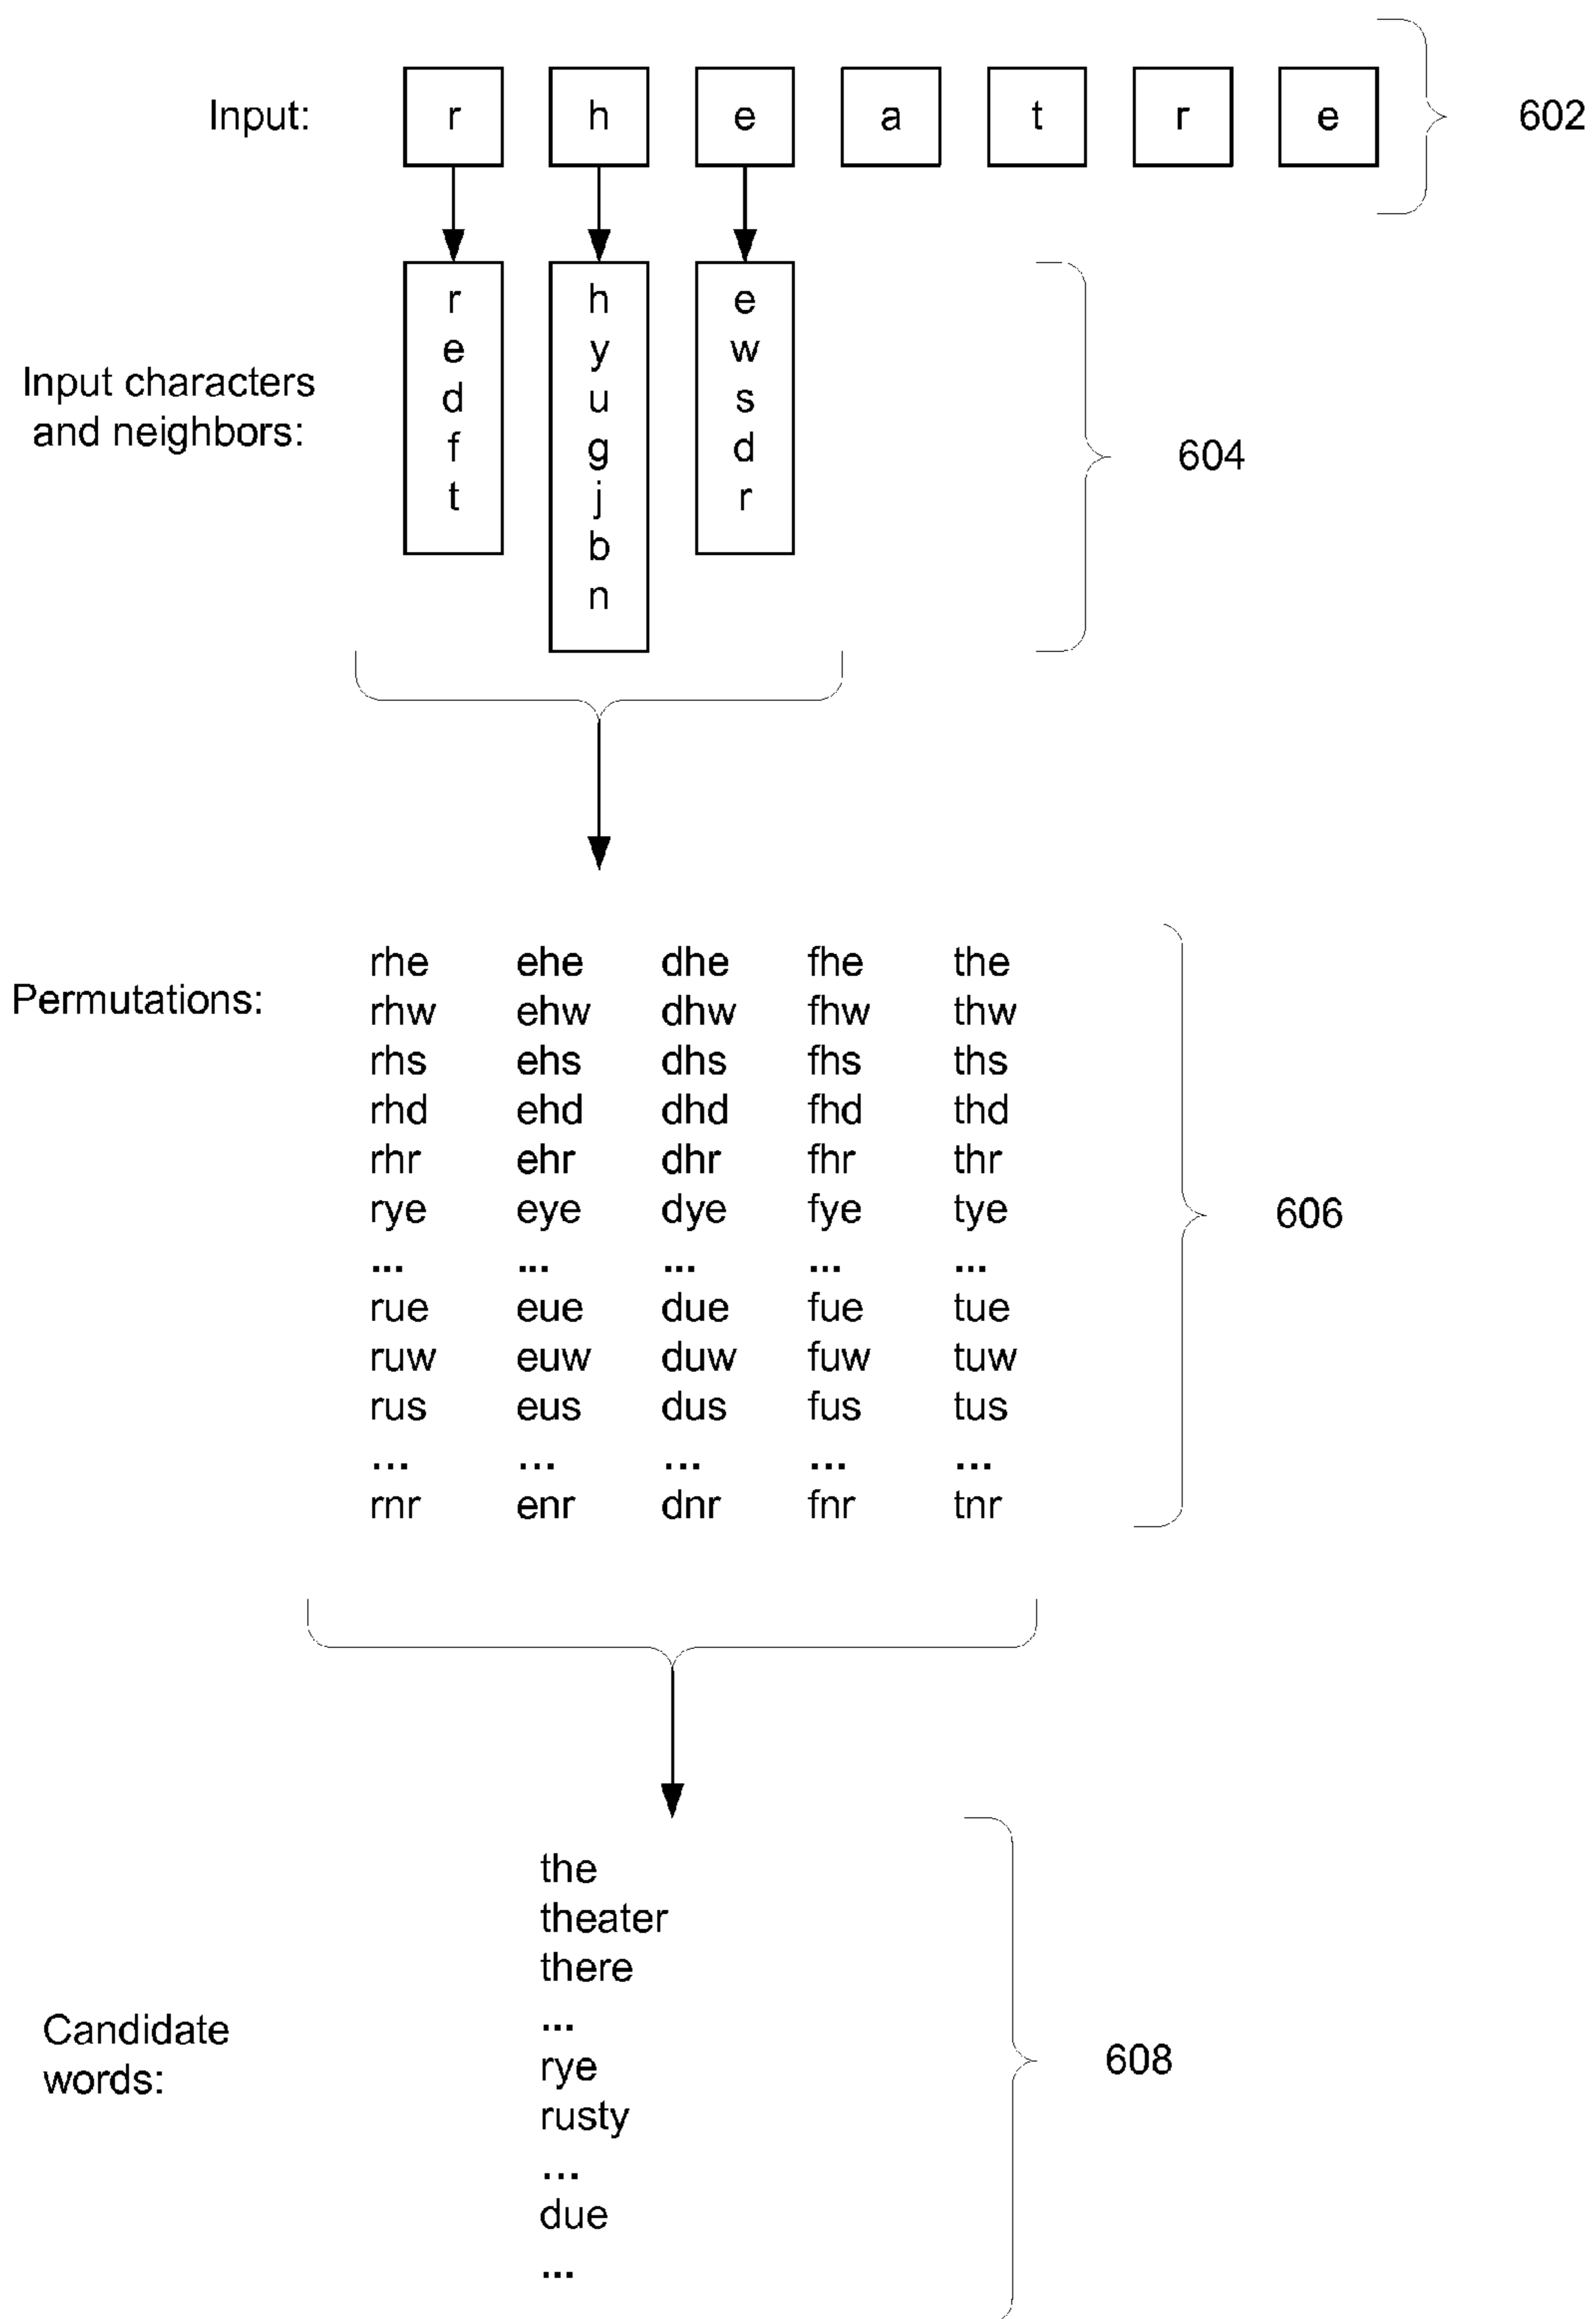 Input: r h e a t r e 602
r h e
e y w
d u s
f g d
t j r
b
n
Input characters
and neighbors:
604
Permutations:
rhe ehe dhe fhe the
rhw ehw dhw fhw thw
rhs ehs dhs fhs ths
rhd ehd dhd fhd thd
rhr ehr dhr fhr thr
rye eye dye fye tye
... ... ... ... ...
rue eue due fue tue
ruw euw duw fuw tuw
rus eus dus fus tus
... ... ... ... ...
rnr enr dnr fnr tnr
606
Candidate
words:
the
theater
there
...
rye
rusty
...
due
...
608